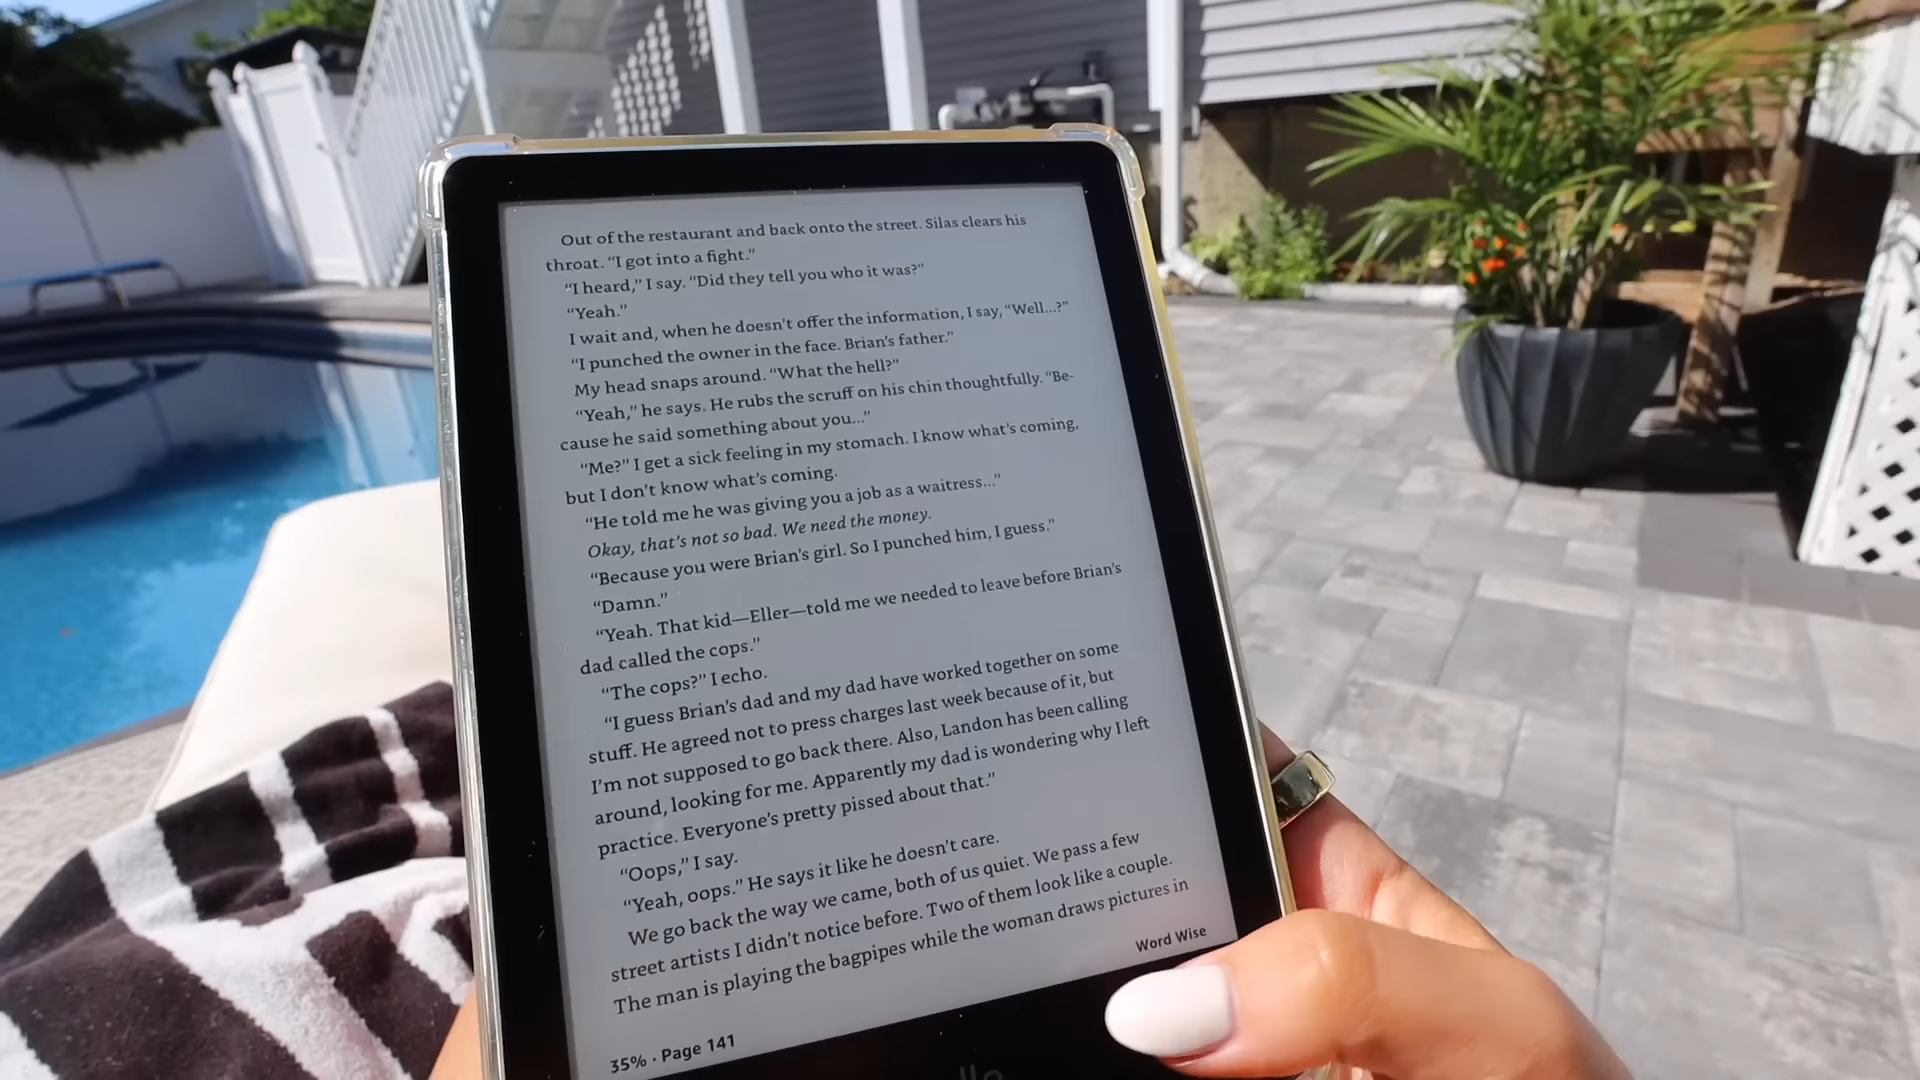 Out of the restaurant and back onto the street. Silas clears his
throat. “I got into a fight.”
“I heard,” I say. “Did they tell you who it was?”
“Yeah.”
I wait and, when he doesn’t offer the information, I say, “Well...?”
“I punched the owner in the face. Brian’s father.”
My head snaps around. “What the hell?”
“Yeah,” he says. He rubs the scruff on his chin thoughtfully. “Be-
cause he said something about you...”
“Me?” I get a sick feeling in my stomach. I know what’s coming,
but I don’t know what’s coming.
“He told me he was giving you a job as a waitress...”
Okay, that’s not so bad. We need the money.
“Because you were Brian’s girl. So I punched him, I guess.”
“Damn.”
“Yeah. That kid—Eller—told me we needed to leave before Brian’s
dad called the cops.”
“The cops?” I echo.
“I guess Brian’s dad and my dad have worked together on some
stuff. He agreed not to press charges last week because of it, but
I’m not supposed to go back there. Also, Landon has been calling
around, looking for me. Apparently my dad is wondering why I left
practice. Everyone’s pretty pissed about that.”
“Oops,” I say.
“Yeah, oops.” He says it like he doesn’t care.
We go back the way we came, both of us quiet. We pass a few
street artists I didn’t notice before. Two of them look like a couple.
The man is playing the bagpipes while the woman draws pictures in
Word Wise
35% · Page 141